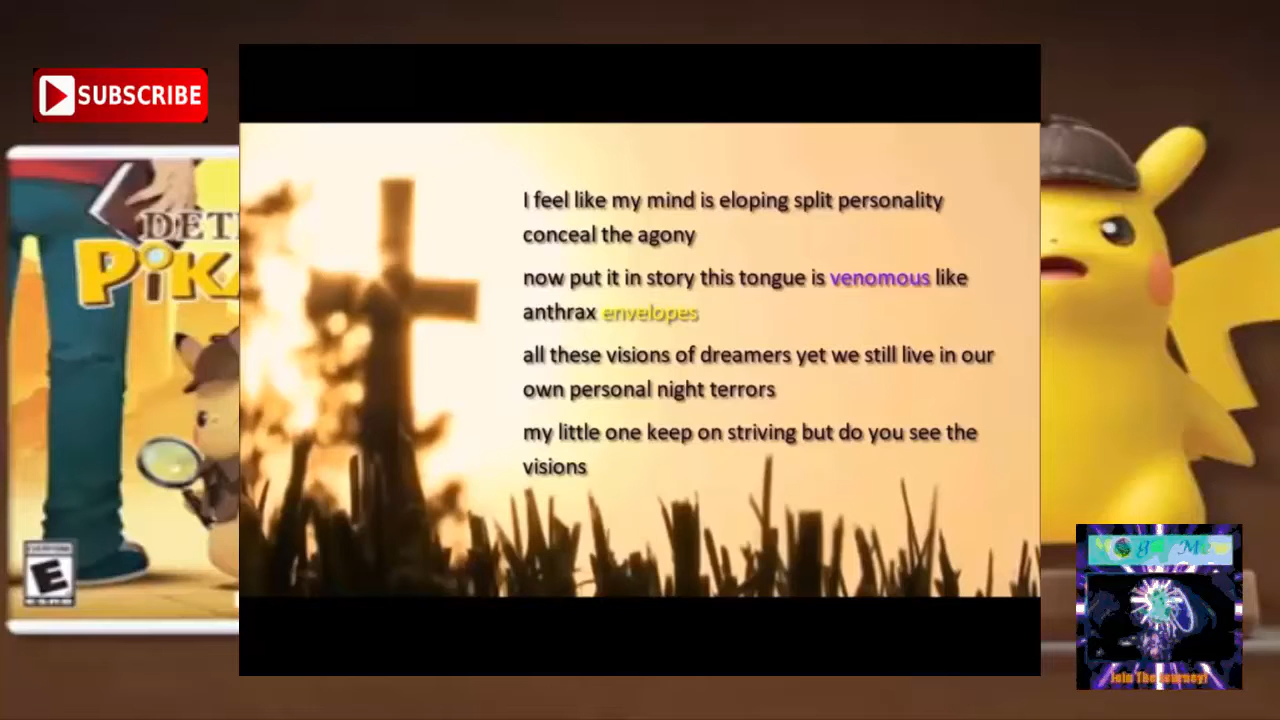 SUBSCRIBE
DET
PIKA
I feel like my mind is eloping split personality
conceal the agony
now put it in story this tongue is venomous like
anthrax envelopes
all these visions of dreamers yet we still live in our
own personal night terrors
my little one keep on striving but do you see the
visions
EVERYONE
E
Join The Journey!